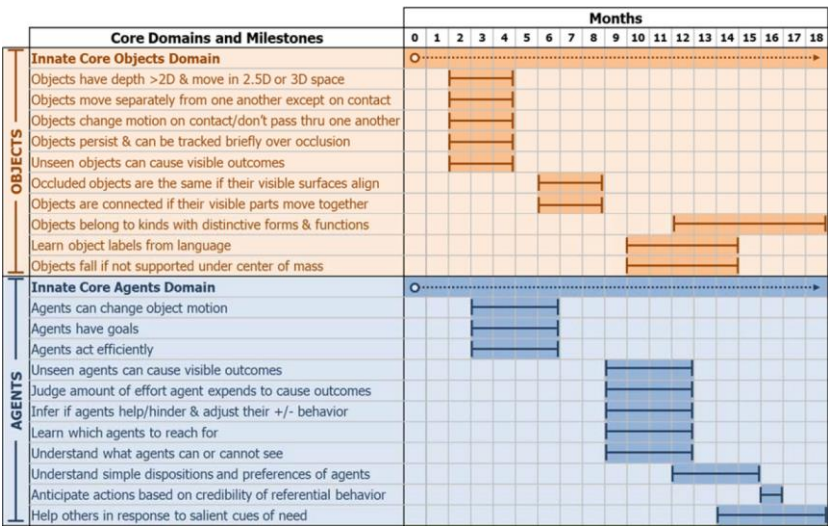 Months
Core Domains and Milestones 0 1 2 3 4 5 6 7 8 9 10 11 12 13 14 15 16 17 18
OBJECTS
Innate Core Objects Domain
Objects have depth >2D & move in 2.5D or 3D space
Objects move separately from one another except on contact
Objects change motion on contact/don't pass thru one another
Objects persist & can be tracked briefly over occlusion
Unseen objects can cause visible outcomes
Occluded objects are the same if their visible surfaces align
Objects are connected if their visible parts move together
Objects belong to kinds with distinctive forms & functions
Learn object labels from language
Objects fall if not supported under center of mass
AGENTS
Innate Core Agents Domain
Agents can change object motion
Agents have goals
Agents act efficiently
Unseen agents can cause visible outcomes
Judge amount of effort agent expends to cause outcomes
Infer if agents help/hinder & adjust their +/- behavior
Learn which agents to reach for
Understand what agents can or cannot see
Understand simple dispositions and preferences of agents
Anticipate actions based on credibility of referential behavior
Help others in response to salient cues of need